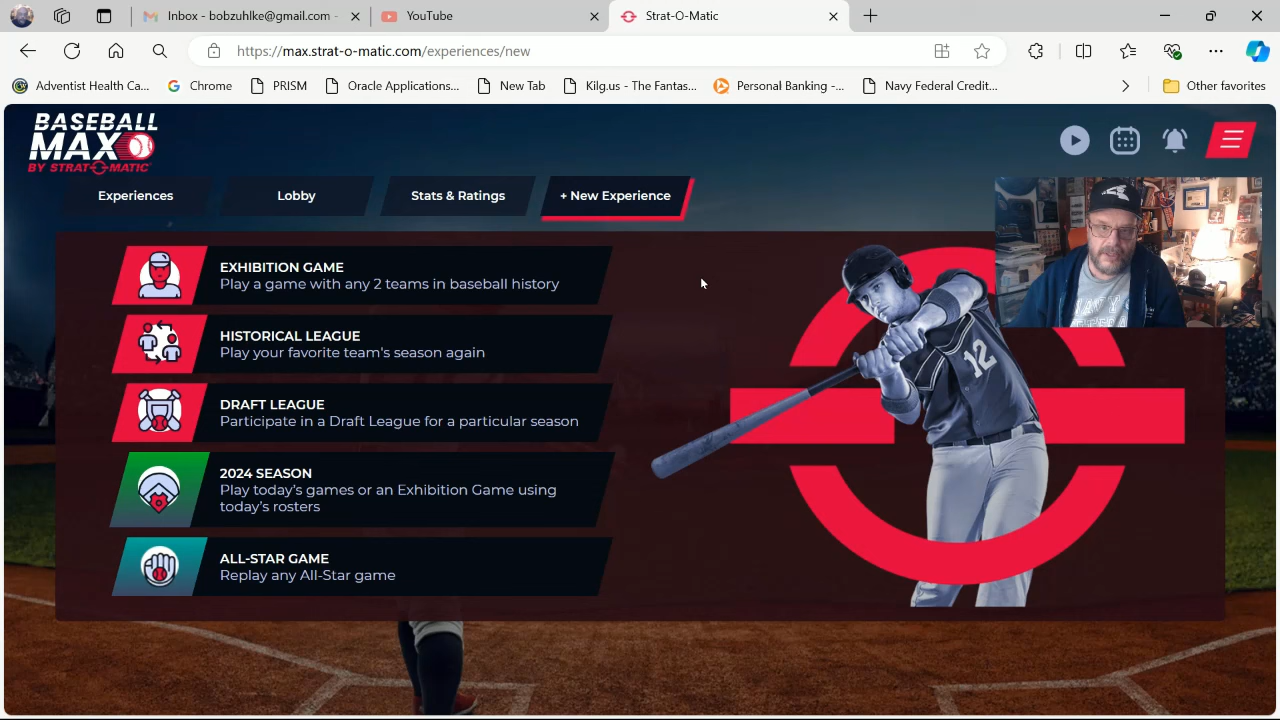 Inbox - bobzuhlke@gmail.com -
YouTube
Strat-O-Matic
https://max.strat-o-matic.com/experiences/new
Adventist Health Ca...
Chrome
PRISM
Oracle Applications...
New Tab
Kilg.us - The Fantas...
Personal Banking -...
Navy Federal Credit...
Other favorites
BASEBALL
MAX
BY STRAT-O-MATIC
Experiences
Lobby
Stats & Ratings
+ New Experience
EXHIBITION GAME
Play a game with any 2 teams in baseball history
HISTORICAL LEAGUE
Play your favorite team's season again
DRAFT LEAGUE
Participate in a Draft League for a particular season
2024 SEASON
Play today's games or an Exhibition Game using
today's rosters
ALL-STAR GAME
Replay any All-Star game
12